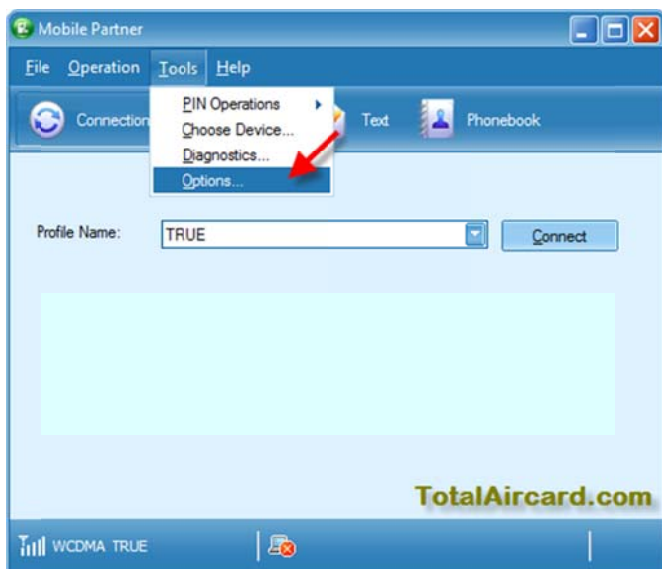 Mobile Partner
File Operation Tools Help
Connection Text Phonebook
PIN Operations
Choose Device...
Diagnostics...
Options...
Profile Name: TRUE Connect
TotalAircard.com
WCDMA TRUE